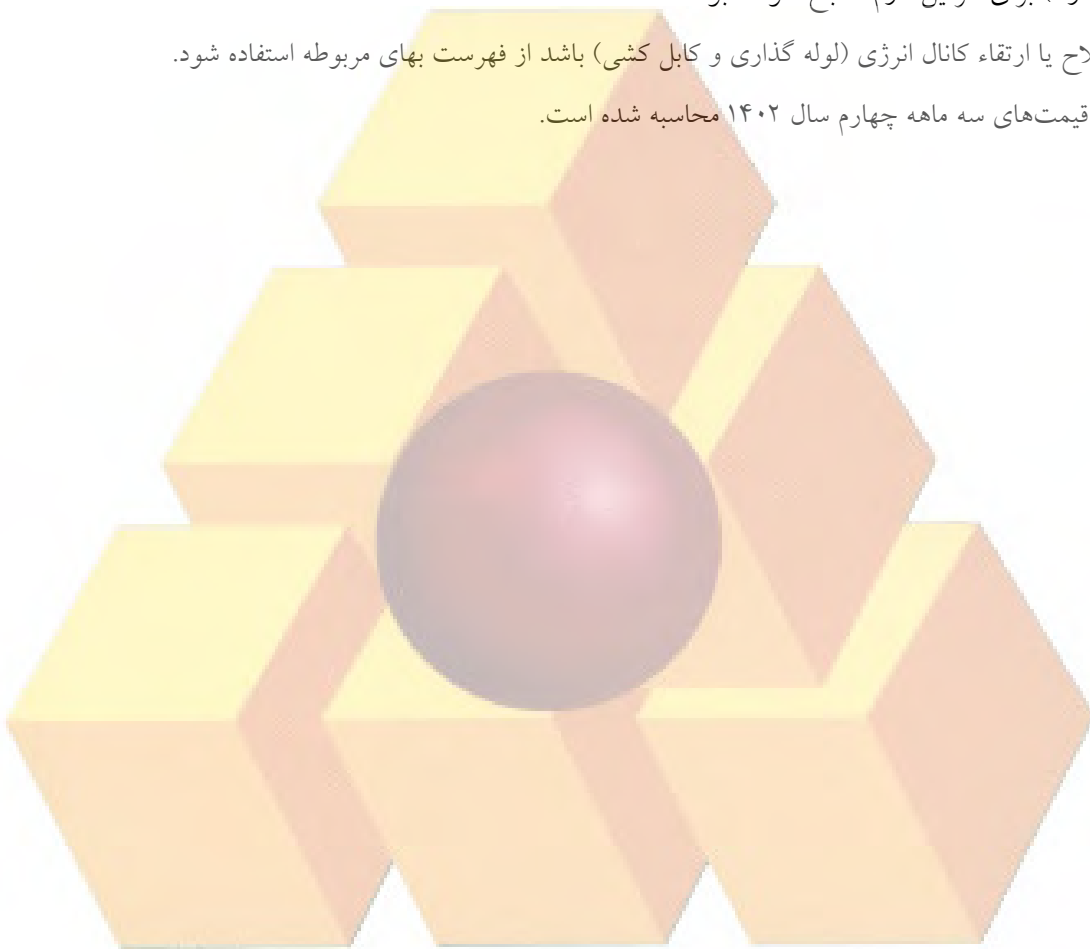 یا ارتقاء کانال انرژی (لوله گذاری و کابل کشی) باشد از فهرست بهای مربوطه استفاده شود.
قیمت‌های سه ماهه چهارم سال ۱۴۰۲ محاسبه شده است.